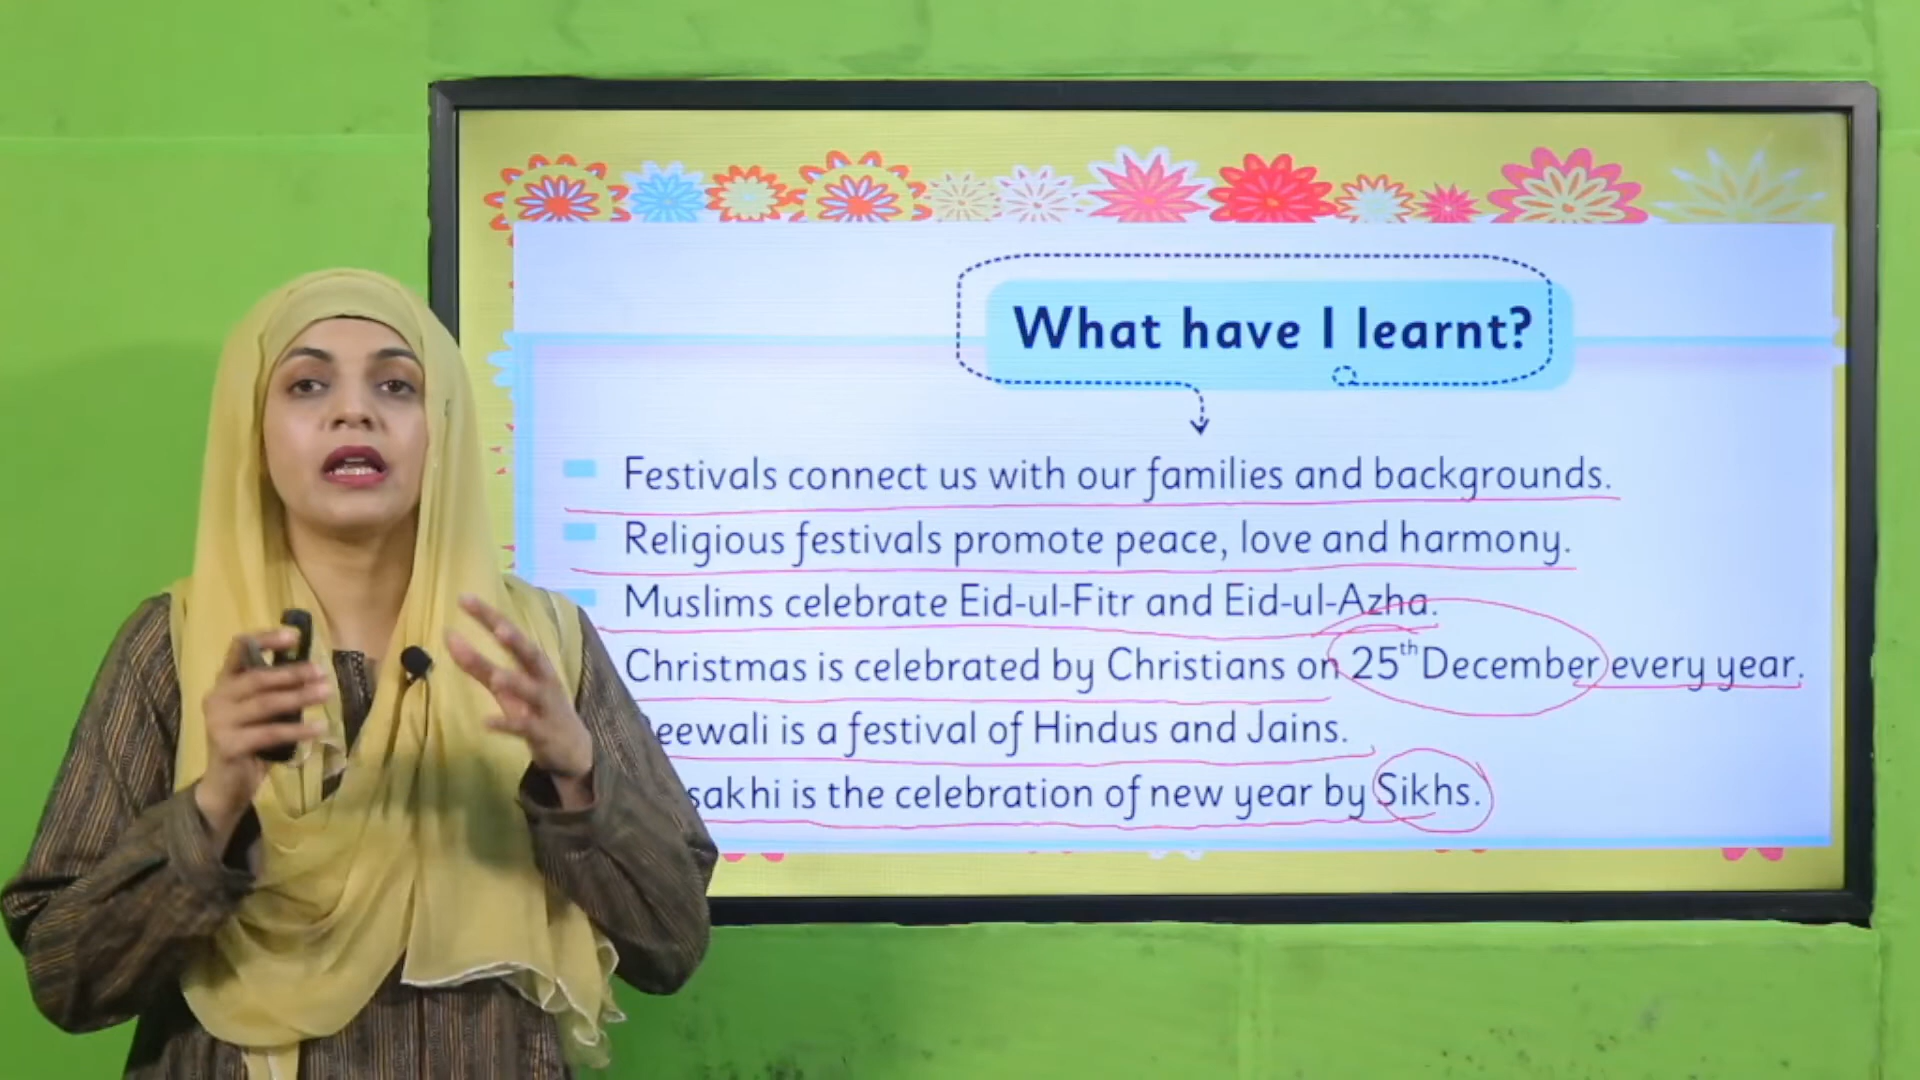 What have I learnt?
Festivals connect us with our families and backgrounds.
Religious festivals promote peace, love and harmony.
Muslims celebrate Eid-ul-Fitr and Eid-ul-Azha.
Christmas is celebrated by Christians on 25th December every year.
eewali is a festival of Hindus and Jains.
sakhi is the celebration of new year by Sikhs.